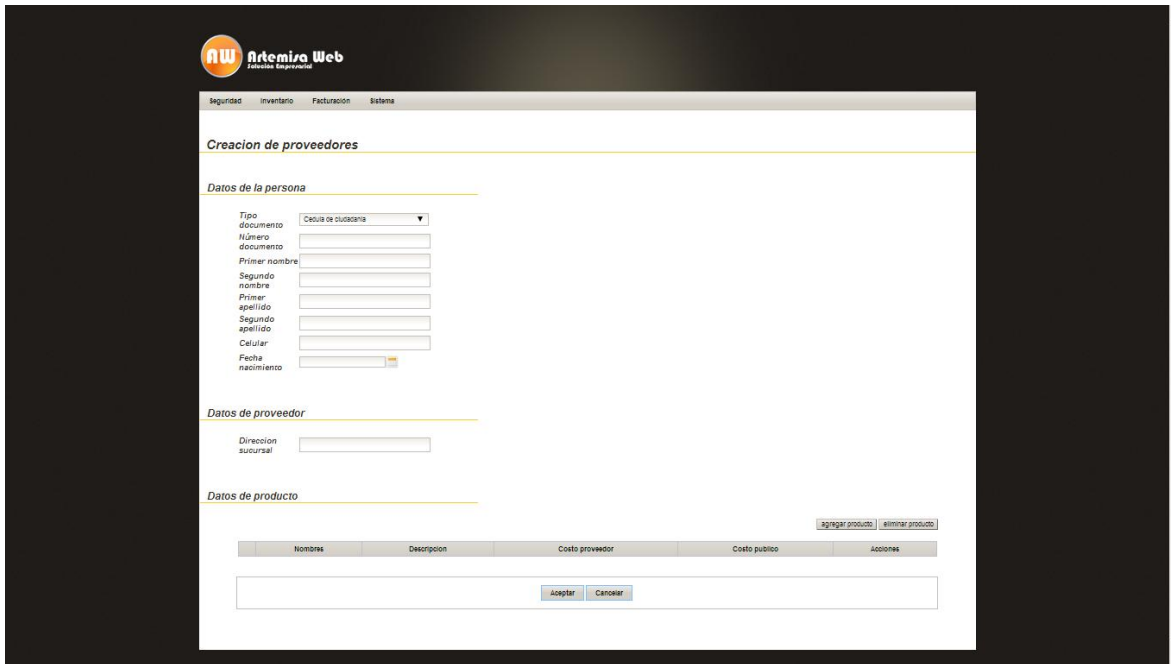 AW Artemisa Web
Solución Empresarial
Seguridad Inventario Facturación Sistema
Creacion de proveedores
Datos de la persona
Tipo documento Cedula de ciudadania
Número documento
Primer nombre
Segundo nombre
Primer apellido
Segundo apellido
Celular
Fecha nacimiento
Datos de proveedor
Direccion sucursal
Datos de producto
agregar producto eliminar producto
Nombres Descripcion Costo proveedor Costo publico Acciones
Aceptar Cancelar